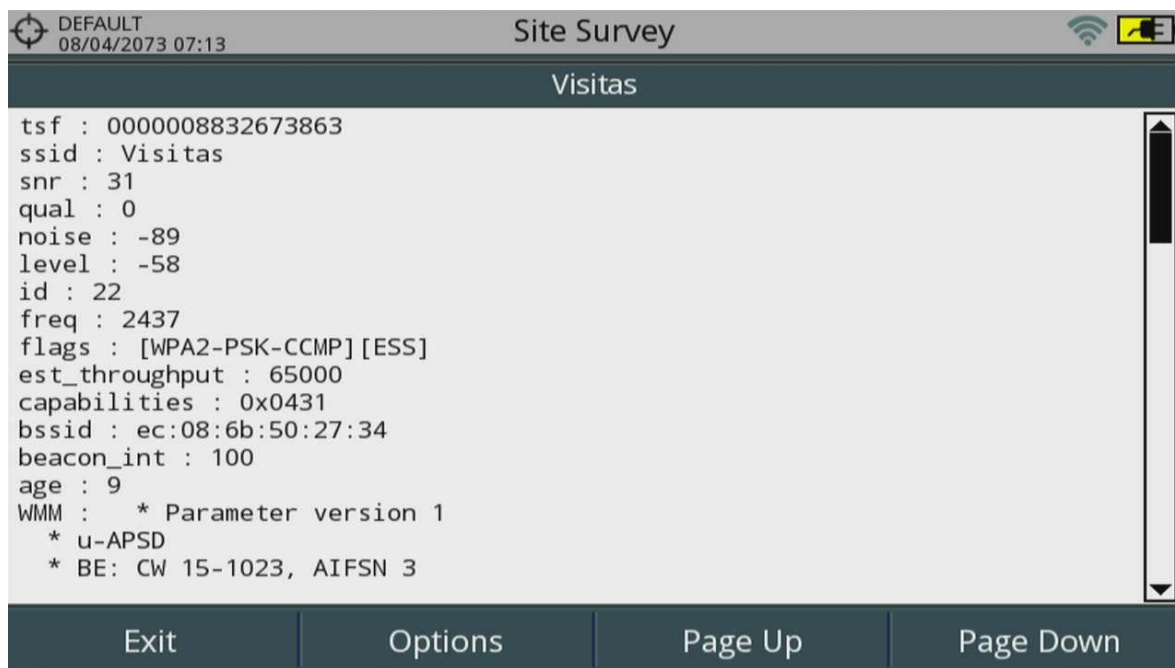 DEFAULT
08/04/2073 07:13
Site Survey
Visitas
tsf : 0000008832673863
ssid : Visitas
snr : 31
qual : 0
noise : -89
level : -58
id : 22
freq : 2437
flags : [WPA2-PSK-CCMP][ESS]
est_throughput : 65000
capabilities : 0x0431
bssid : ec:08:6b:50:27:34
beacon_int : 100
age : 9
WMM :   * Parameter version 1
  * u-APSD
  * BE: CW 15-1023, AIFSN 3
Exit
Options
Page Up
Page Down